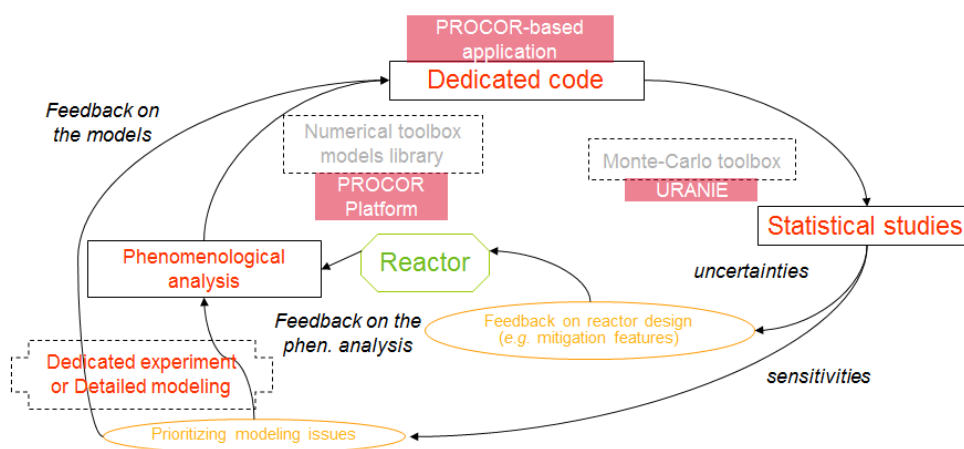 PROCOR-based
application
Dedicated code
Feedback on
the models
Numerical toolbox
models library
PROCOR
Platform
Monte-Carlo toolbox
URANIE
Statistical studies
Phenomenological
analysis
Reactor
uncertainties
Feedback on the
phen. analysis
Feedback on reactor design
(e.g. mitigation features)
Dedicated experiment
or Detailed modeling
sensitivities
Prioritizing modeling issues